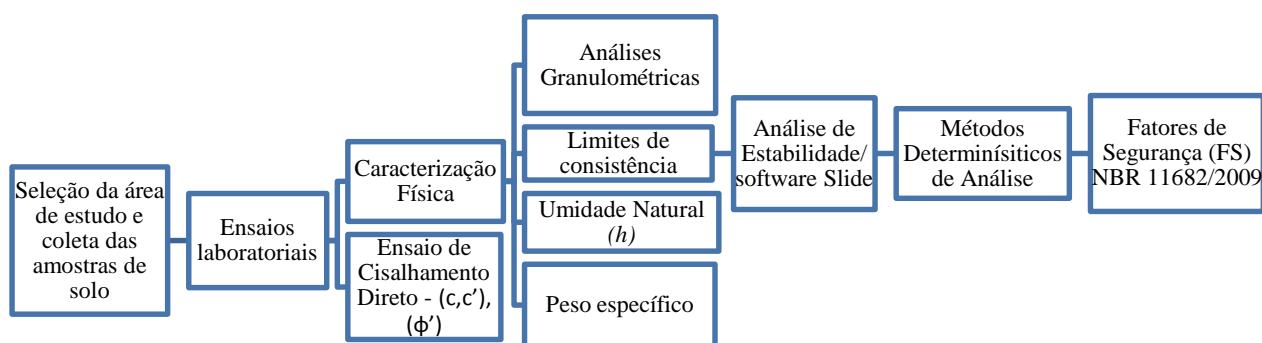 Seleção da área
de estudo e
coleta das
amostras de
solo
Ensaios
laboratoriais
Caracterização
Física
Ensaio de
Cisalhamento
Direto - (c,c’),
(ϕ’)
Análises
Granulométricas
Limites de
consistência
Umidade Natural
(h)
Peso específico
Análise de
Estabilidade/
software Slide
Métodos
Determinísiticos
de Análise
Fatores de
Segurança (FS)
NBR 11682/2009